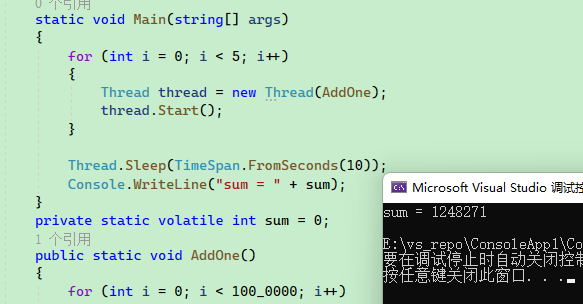 0 个引用
static void Main(string[] args)
{
for (int i = 0; i < 5; i++)
{
Thread thread = new Thread(AddOne);
thread.Start();
}
Thread.Sleep(TimeSpan.FromSeconds(10));
Console.WriteLine("sum = " + sum);
}
private static volatile int sum = 0;
1 个引用
public static void AddOne()
{
for (int i = 0; i < 100_0000; i++)
Microsoft Visual Studio 调试控
sum = 1248271
E:\vs_repo\ConsoleApp1\Co
要在调试停止时自动关闭控制
按任意键关闭此窗口. . .